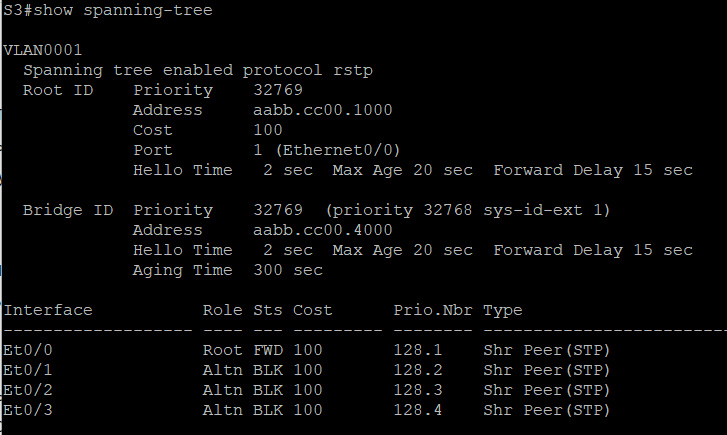 S3#show spanning-tree
VLAN0001
Spanning tree enabled protocol rstp
Root ID Priority 32769
Address aabb.cc00.1000
Cost 100
Port 1 (Ethernet0/0)
Hello Time 2 sec Max Age 20 sec Forward Delay 15 sec
Bridge ID Priority 32769 (priority 32768 sys-id-ext 1)
Address aabb.cc00.4000
Hello Time 2 sec Max Age 20 sec Forward Delay 15 sec
Aging Time 300 sec
Interface Role Sts Cost Prio.Nbr Type
------------------- ---- --- --------- -------- -------------------------
Et0/0 Root FWD 100 128.1 Shr Peer(STP)
Et0/1 Altn BLK 100 128.2 Shr Peer(STP)
Et0/2 Altn BLK 100 128.3 Shr Peer(STP)
Et0/3 Altn BLK 100 128.4 Shr Peer(STP)